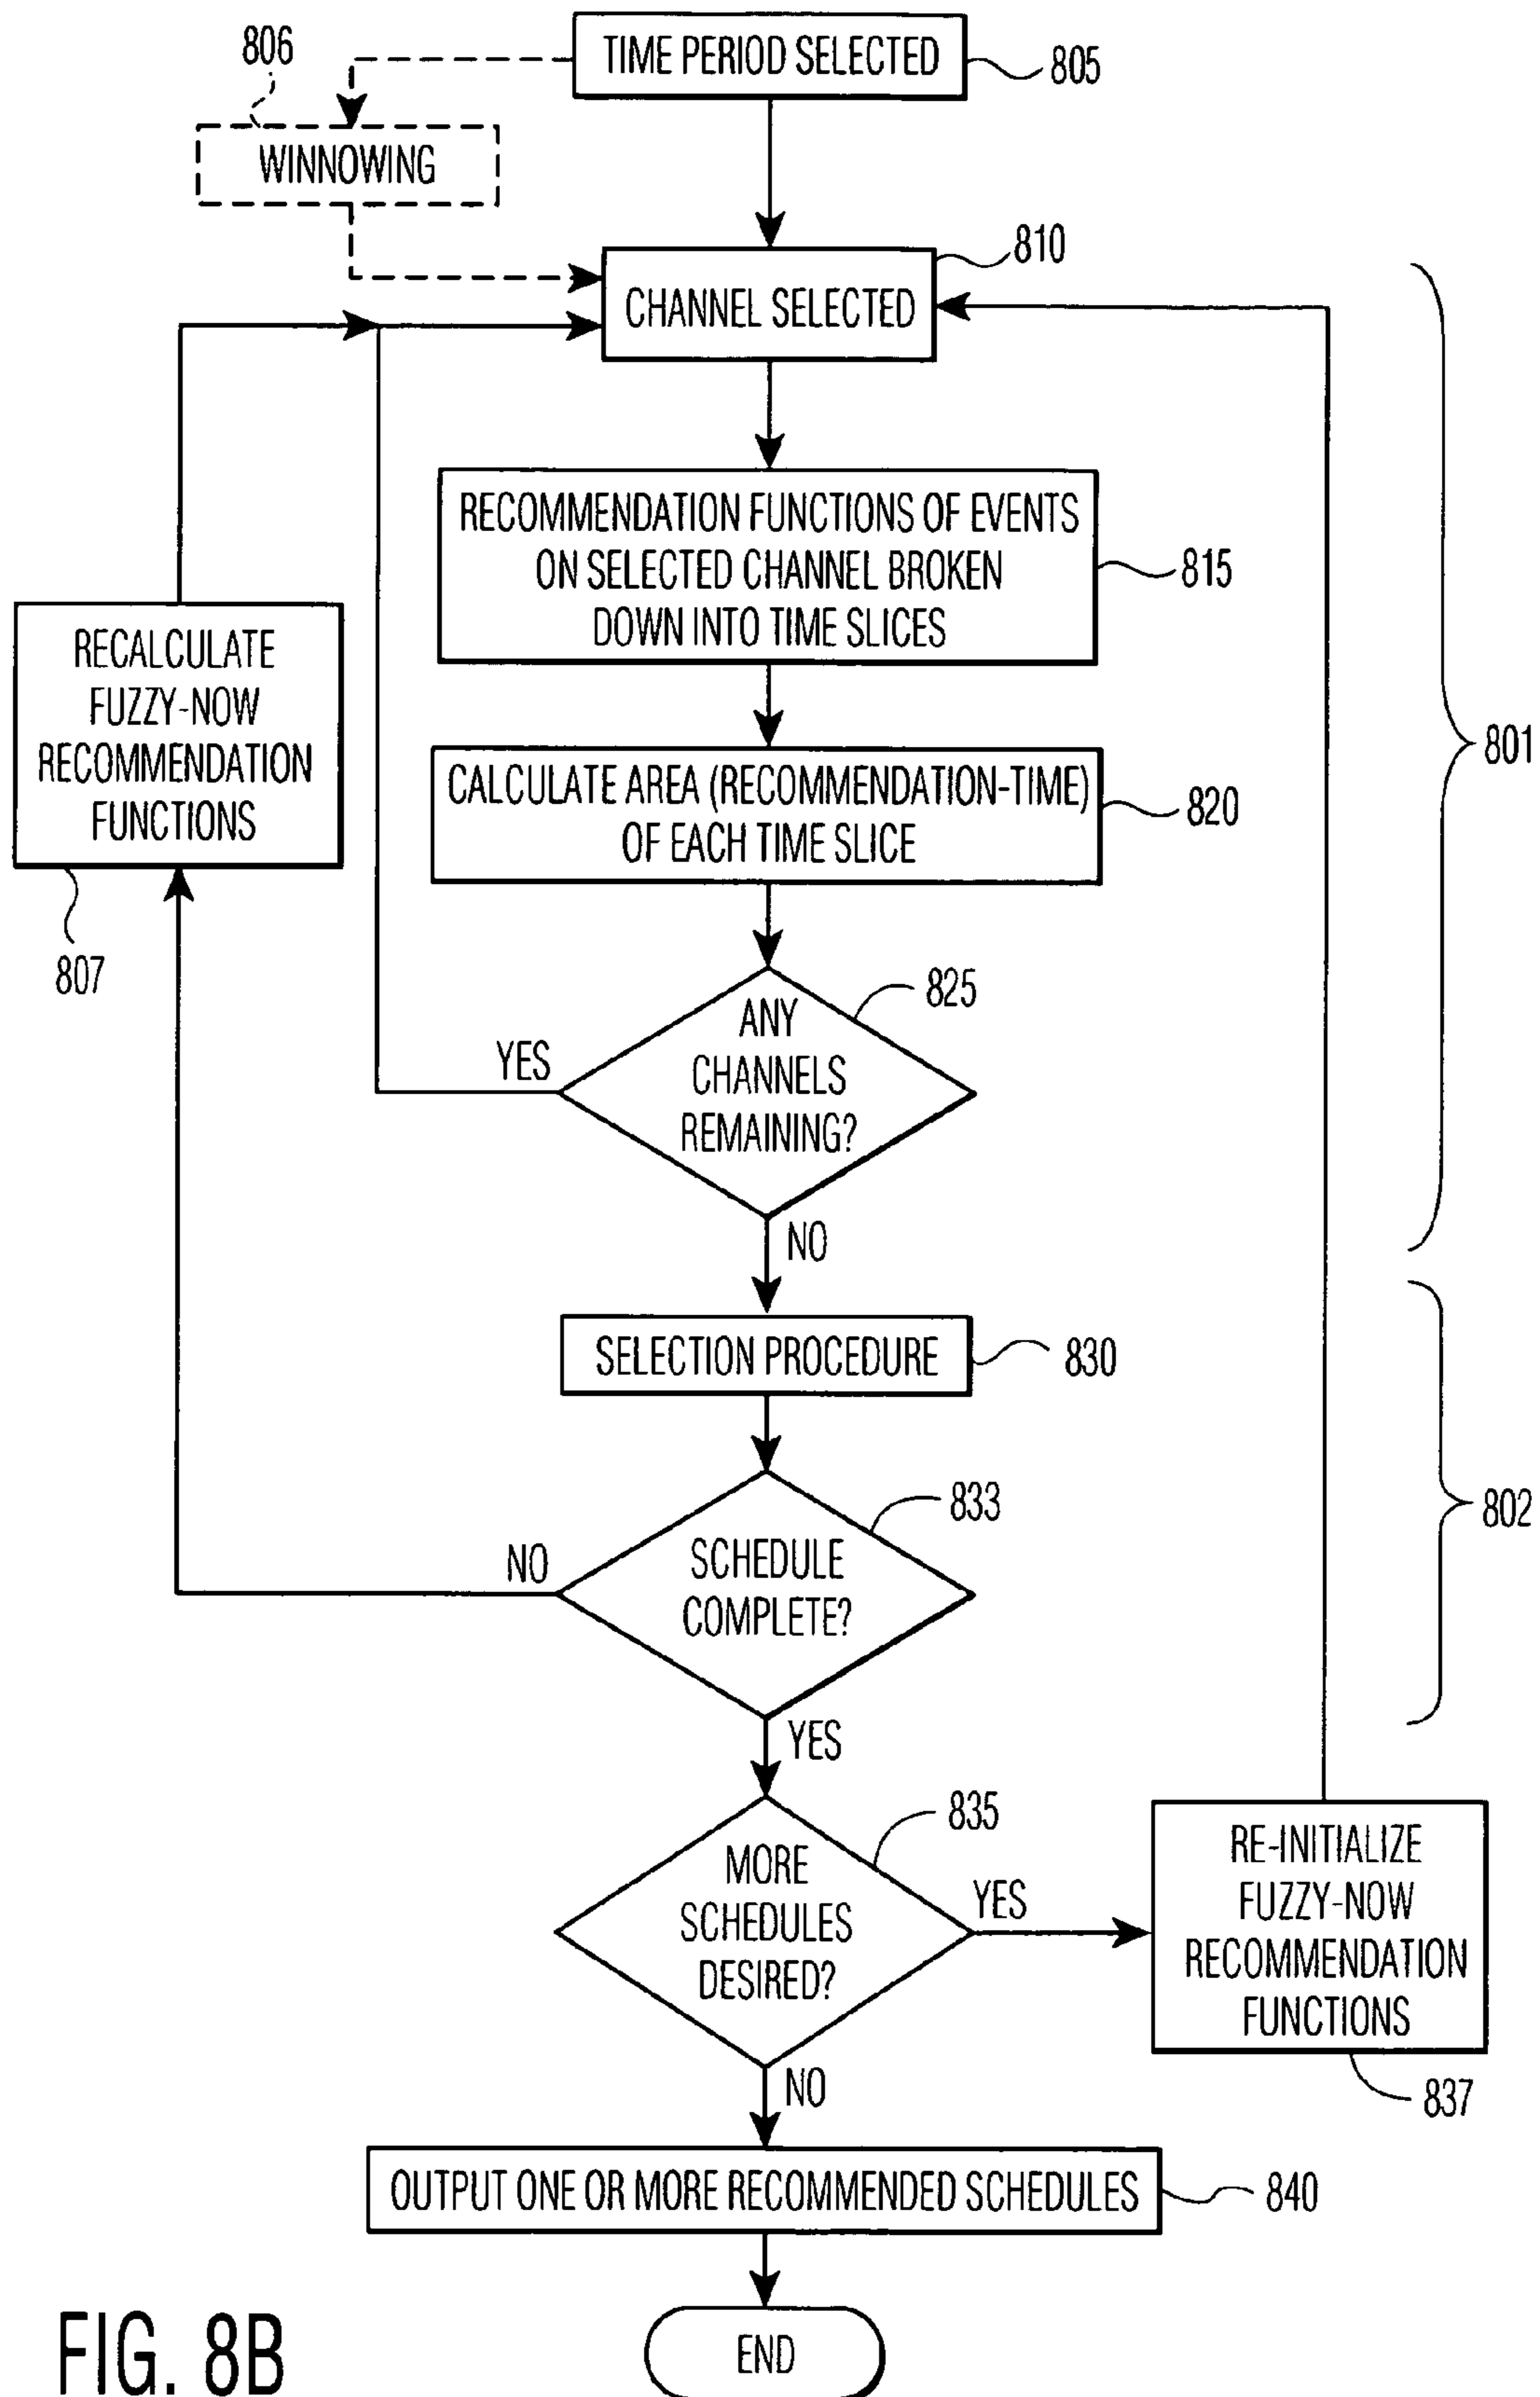 TIME PERIOD SELECTED
805
806
WINNOWING
810
CHANNEL SELECTED
RECOMMENDATION FUNCTIONS OF EVENTS
ON SELECTED CHANNEL BROKEN
DOWN INTO TIME SLICES
815
RECALCULATE
FUZZY-NOW
RECOMMENDATION
FUNCTIONS
807
801
CALCULATE AREA (RECOMMENDATION-TIME)
OF EACH TIME SLICE
820
825
ANY
CHANNELS
REMAINING?
YES
NO
SELECTION PROCEDURE
830
802
833
SCHEDULE
COMPLETE?
NO
YES
835
MORE
SCHEDULES
DESIRED?
YES
RE-INITIALIZE
FUZZY-NOW
RECOMMENDATION
FUNCTIONS
837
NO
OUTPUT ONE OR MORE RECOMMENDED SCHEDULES
840
END
FIG. 8B